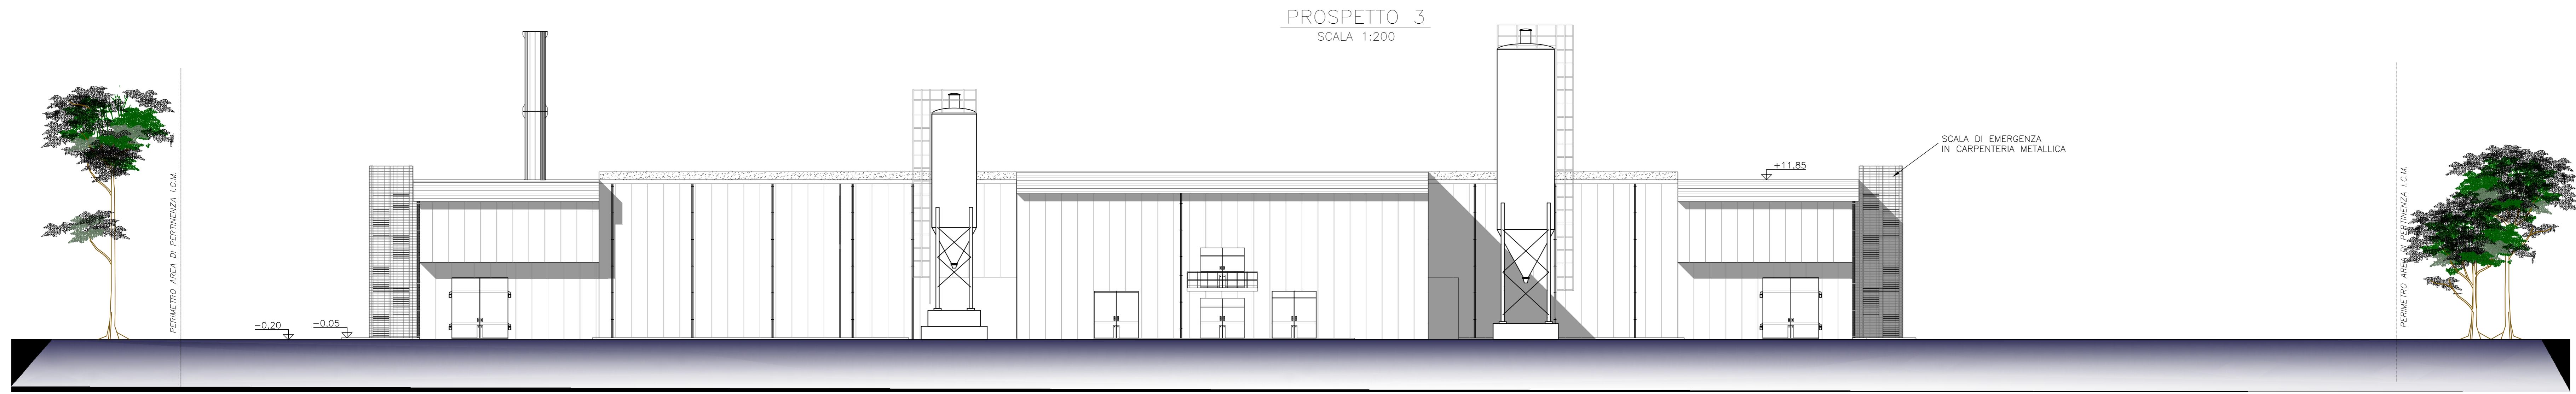 PROSPETTO 3
SCALA 1:200
SCALA DI EMERGENZA
IN CARPENTERIA METALLICA
+11,85
PERIMETRO AREA DI PERTINENZA I.C.M.
-0,20
-0,05
PERIMETRO AREA DI PERTINENZA I.C.M.